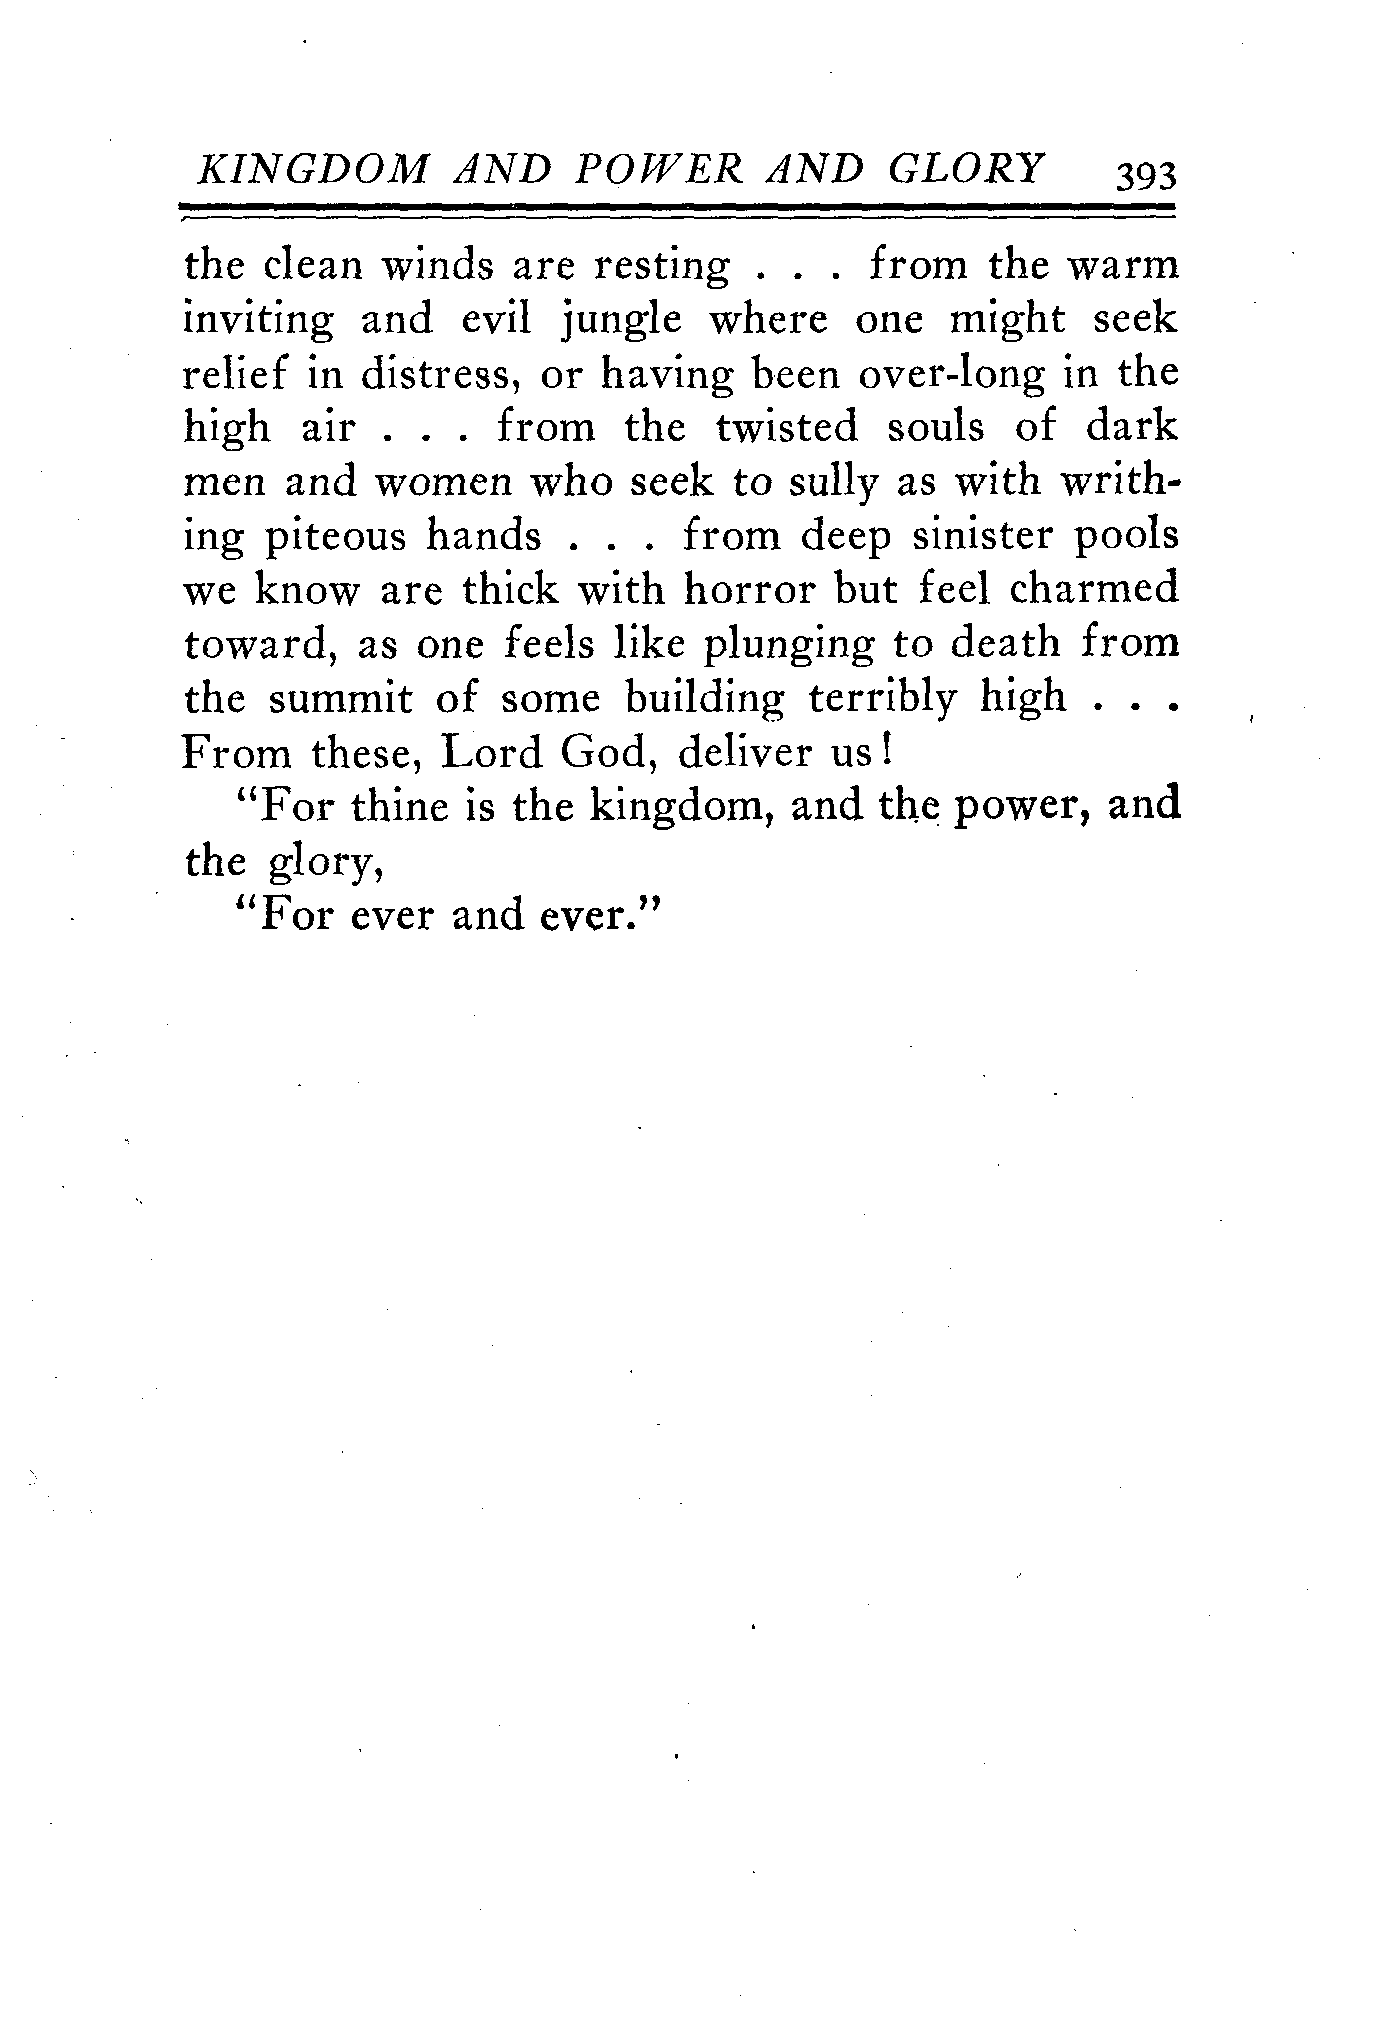 KINGDOM AND POWER AND GLORY 393
the clean winds are resting . . . from the warm
inviting and evil jungle where one might seek
relief in distress, or having been over-long in the
high air . . . from the twisted souls of dark
men and women who seek to sully as with writh-
ing piteous hands . . . from deep sinister pools
we know are thick with horror but feel charmed
toward, as one feels like plunging to death from
the summit of some building terribly high . . .
From these, Lord God, deliver us!
"For thine is the kingdom, and the power, and
the glory,
"For ever and ever."